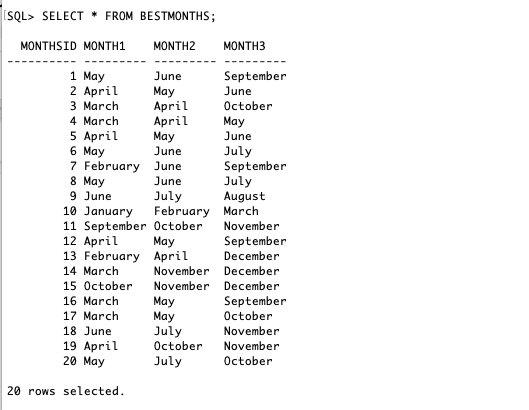 SQL> SELECT * FROM BESTMONTHS;
MONTHSID MONTH1 MONTH2 MONTH3
---------- --------- --------- ---------
1 May June September
2 April May June
3 March April October
4 March April May
5 April May June
6 May June July
7 February June September
8 May June July
9 June July August
10 January February March
11 September October November
12 April May September
13 February April December
14 March November December
15 October November December
16 March May September
17 March May October
18 June July November
19 April October November
20 May July October
20 rows selected.